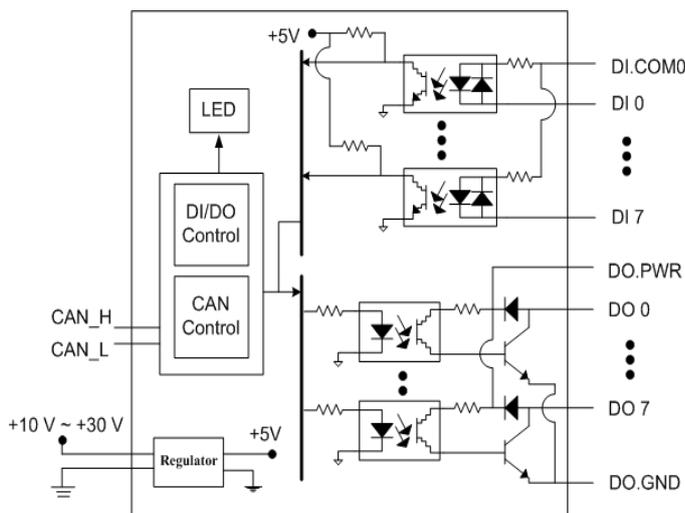 +5V
DI.COM0
LED
DI 0
DI/DO
Control
DI 7
DO.PWR
CAN
Control
DO 0
CAN_H
CAN_L
DO 7
+10 V ~ +30 V
+5V
Regulator
DO.GND